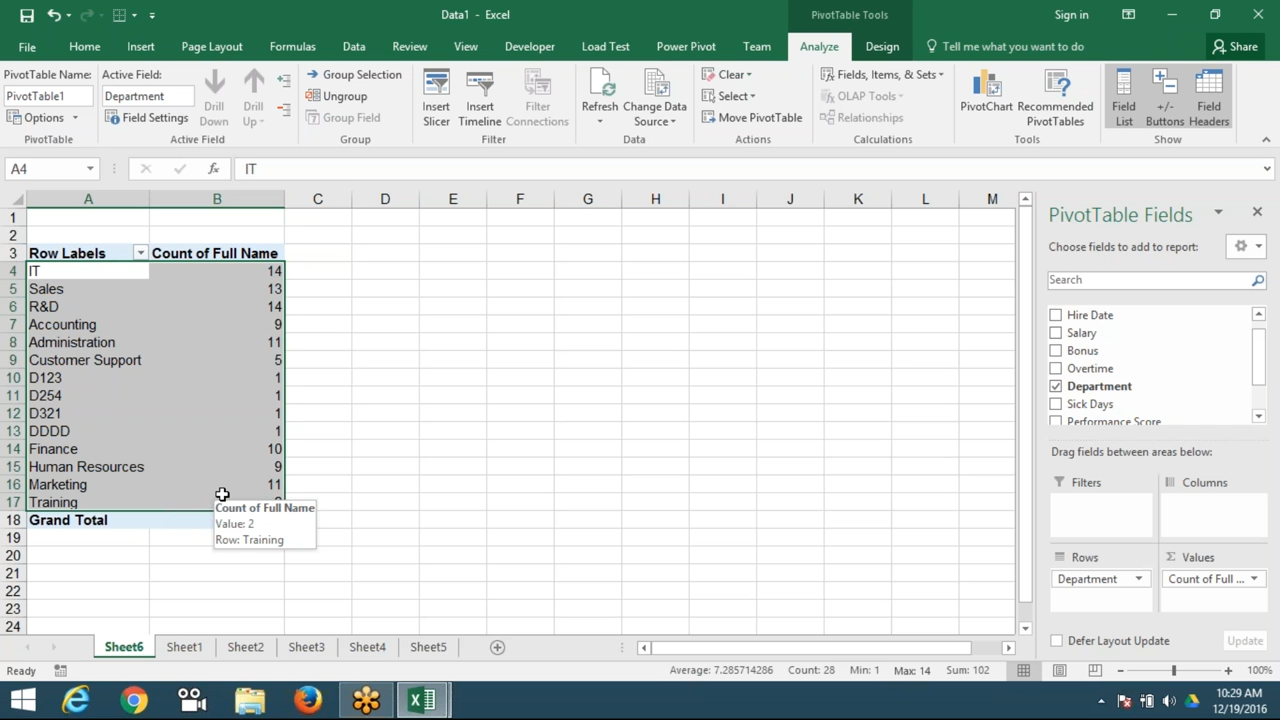 Data1 - Excel
PivotTable Tools
Sign in
File
Home
Insert
Page Layout
Formulas
Data
Review
View
Developer
Load Test
Power Pivot
Team
Analyze
Design
Tell me what you want to do
Share
PivotTable Name:
PivotTable1
Options
PivotTable
Active Field:
Department
Field Settings
Drill Down
Drill Up
Active Field
Group Selection
Ungroup
Group Field
Group
Insert Slicer
Insert Timeline
Filter Connections
Filter
Refresh
Change Data Source
Data
Clear
Select
Move PivotTable
Actions
Fields, Items, & Sets
OLAP Tools
Relationships
Calculations
PivotChart
Recommended PivotTables
Tools
Field List
+/- Buttons
Field Headers
Show
A4
fx
IT
A B C D E F G H I J K L M
1
2
3 Row Labels Count of Full Name
4 IT 14
5 Sales 13
6 R&D 14
7 Accounting 9
8 Administration 11
9 Customer Support 5
10 D123 1
11 D254 1
12 D321 1
13 DDDD 1
14 Finance 10
15 Human Resources 9
16 Marketing 11
17 Training
18 Grand Total
19
20
21
22
23
24
Count of Full Name
Value: 2
Row: Training
PivotTable Fields
Choose fields to add to report:
Search
Hire Date
Salary
Bonus
Overtime
Department
Sick Days
Performance Score
Drag fields between areas below:
Filters
Columns
Rows
Σ Values
Department
Count of Full ...
Defer Layout Update
Update
Sheet6
Sheet1
Sheet2
Sheet3
Sheet4
Sheet5
Ready
Average: 7.285714286
Count: 28
Min: 1
Max: 14
Sum: 102
100%
10:29 AM
12/19/2016